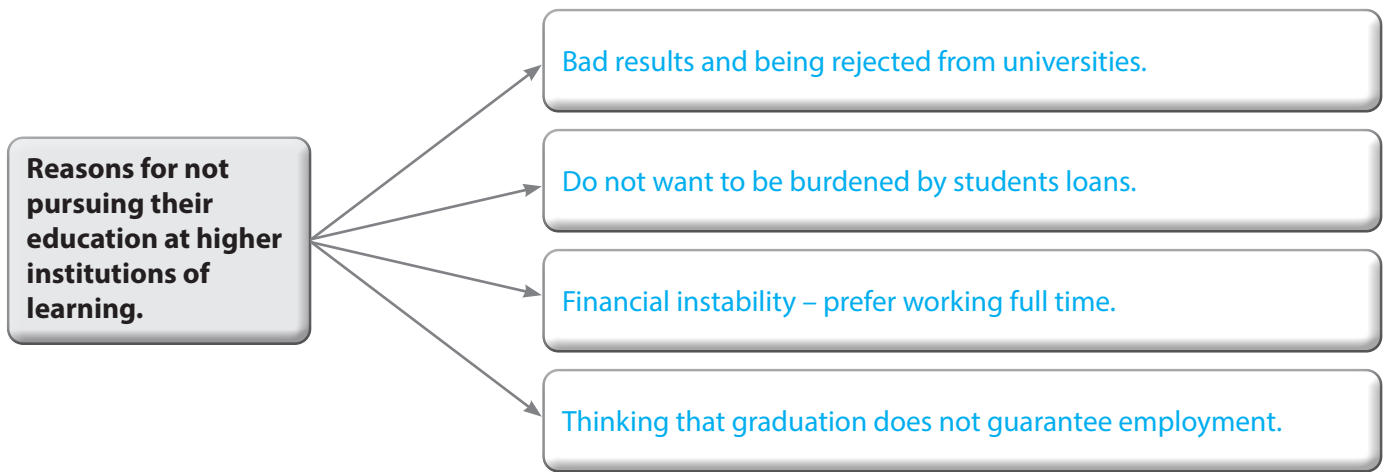 Reasons for not
pursuing their
education at higher
institutions of
learning.
Bad results and being rejected from universities.
Do not want to be burdened by students loans.
Financial instability – prefer working full time.
Thinking that graduation does not guarantee employment.